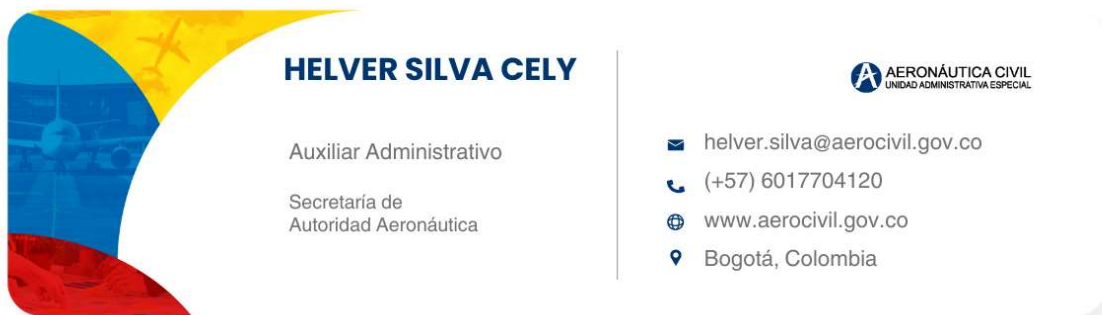 HELVER SILVA CELY
Auxiliar Administrativo
Secretaría de
Autoridad Aeronáutica
AERONÁUTICA CIVIL
UNIDAD ADMINISTRATIVA ESPECIAL
helver.silva@aerocivil.gov.co
(+57) 6017704120
www.aerocivil.gov.co
Bogotá, Colombia